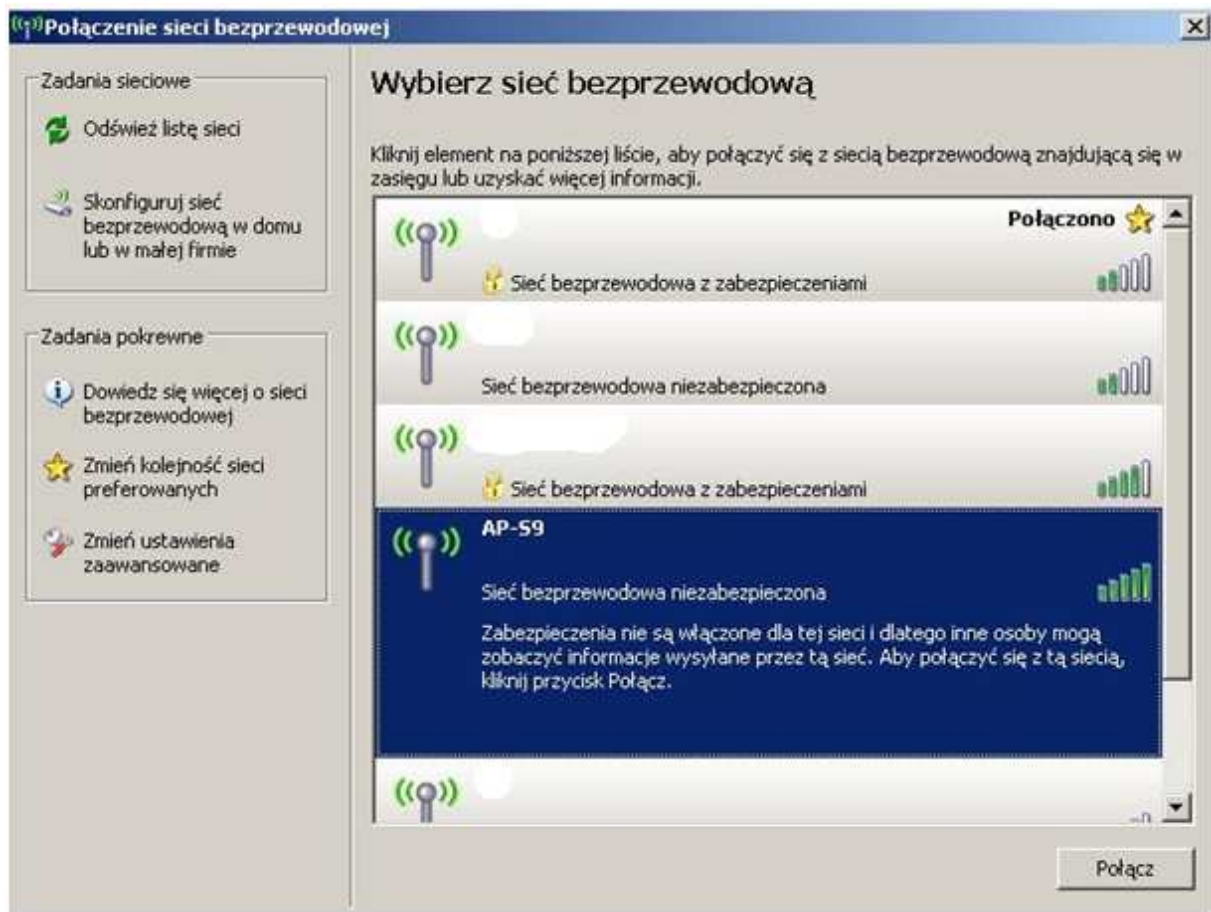 Połączenie sieci bezprzewodowej
Zadania sieciowe
Odśwież listę sieci
Skonfiguruj sieć
bezprzewodową w domu
lub w małej firmie
Zadania pokrewne
Dowiedz się więcej o sieci
bezprzewodowej
Zmień kolejność sieci
preferowanych
Zmień ustawienia
zaawansowane
Wybierz sieć bezprzewodową
Kliknij element na poniższej liście, aby połączyć się z siecią bezprzewodową znajdującą się w
zasięgu lub uzyskać więcej informacji.
Połączono
Sieć bezprzewodowa z zabezpieczeniami
Sieć bezprzewodowa niezabezpieczona
Sieć bezprzewodowa z zabezpieczeniami
AP-S9
Sieć bezprzewodowa niezabezpieczona
Zabezpieczenia nie są włączone dla tej sieci i dlatego inne osoby mogą
zobaczyć informacje wysyłane przez tą sieć. Aby połączyć się z tą siecią,
kliknij przycisk Połącz.
Połącz